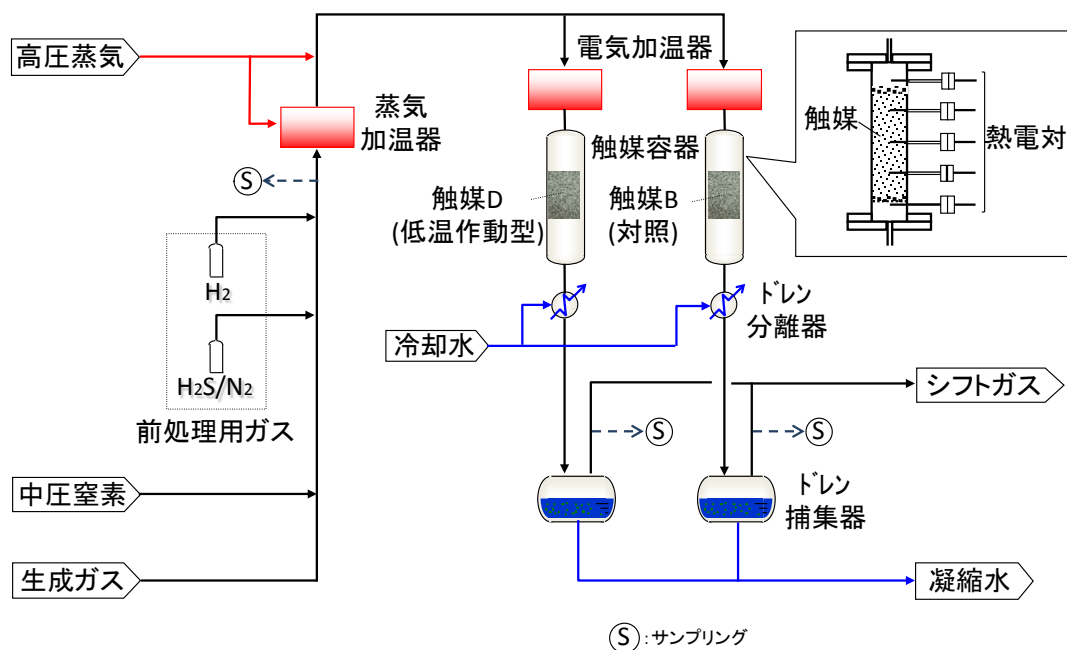 高圧蒸気
蒸気
加温器
電気加温器
触媒容器
触媒D
(低温作動型)
触媒B
(対照)
触媒
熱電対
Ⓢ
H₂
H₂S/N₂
前処理用ガス
冷却水
ﾄﾞﾚﾝ
分離器
シフトガス
Ⓢ
Ⓢ
中圧窒素
ﾄﾞﾚﾝ
捕集器
生成ガス
凝縮水
Ⓢ:サンプリング